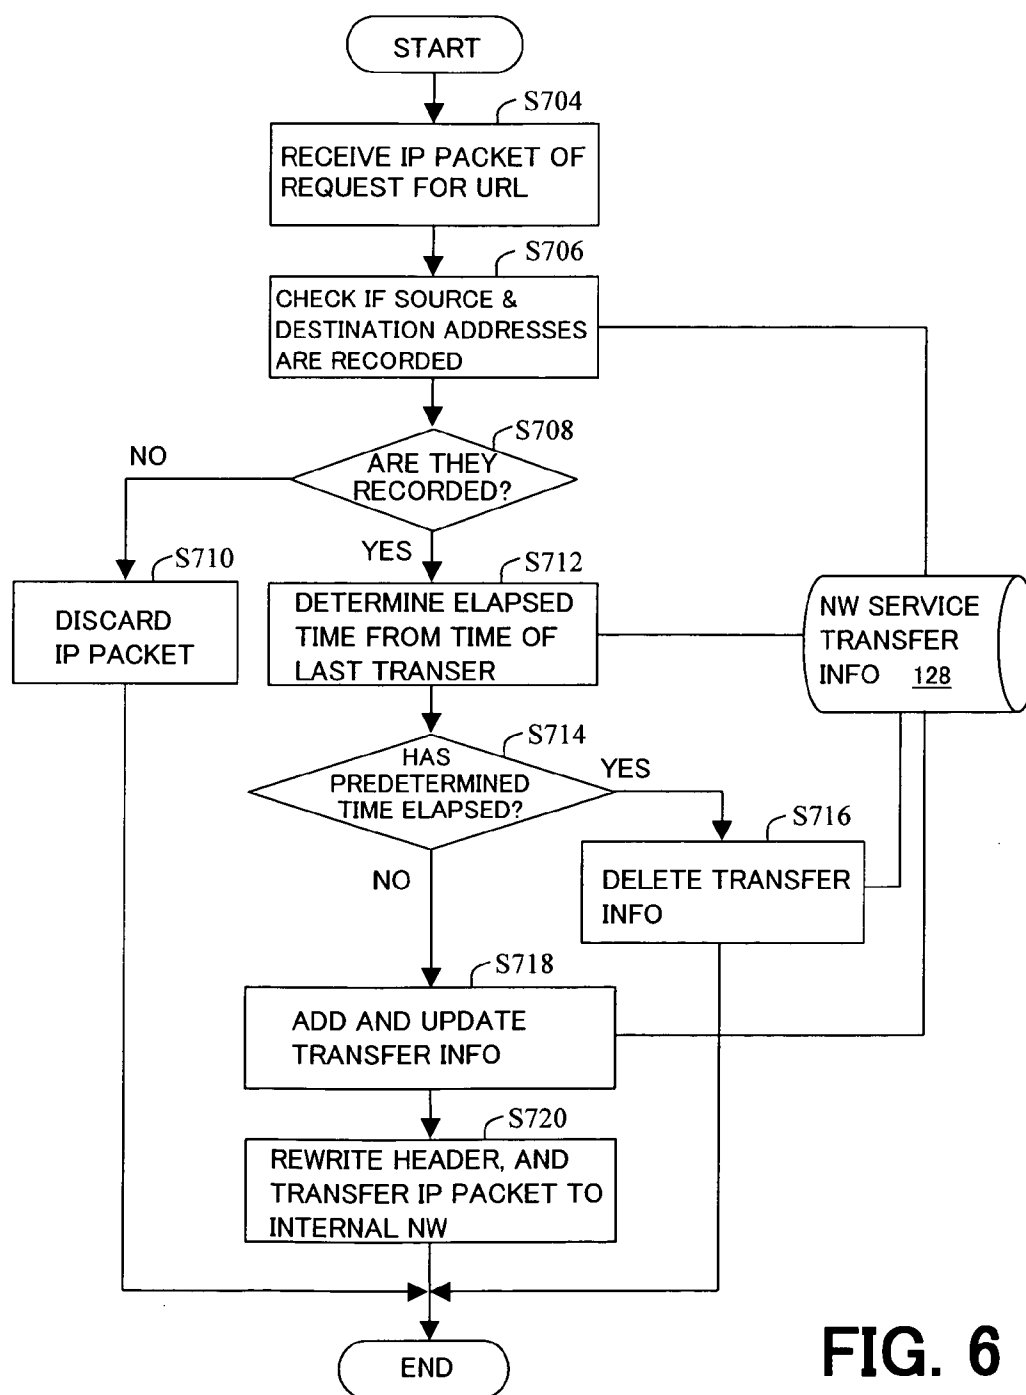 START
S704
RECEIVE IP PACKET OF
REQUEST FOR URL
S706
CHECK IF SOURCE &
DESTINATION ADDRESSES
ARE RECORDED
S708
NO
ARE THEY
RECORDED?
YES
S710
DISCARD
IP PACKET
S712
DETERMINE ELAPSED
TIME FROM TIME OF
LAST TRANSER
NW SERVICE
TRANSFER
INFO 128
S714
HAS
PREDETERMINED
TIME ELAPSED?
YES
NO
S716
DELETE TRANSFER
INFO
S718
ADD AND UPDATE
TRANSFER INFO
S720
REWRITE HEADER, AND
TRANSFER IP PACKET TO
INTERNAL NW
END
FIG. 6